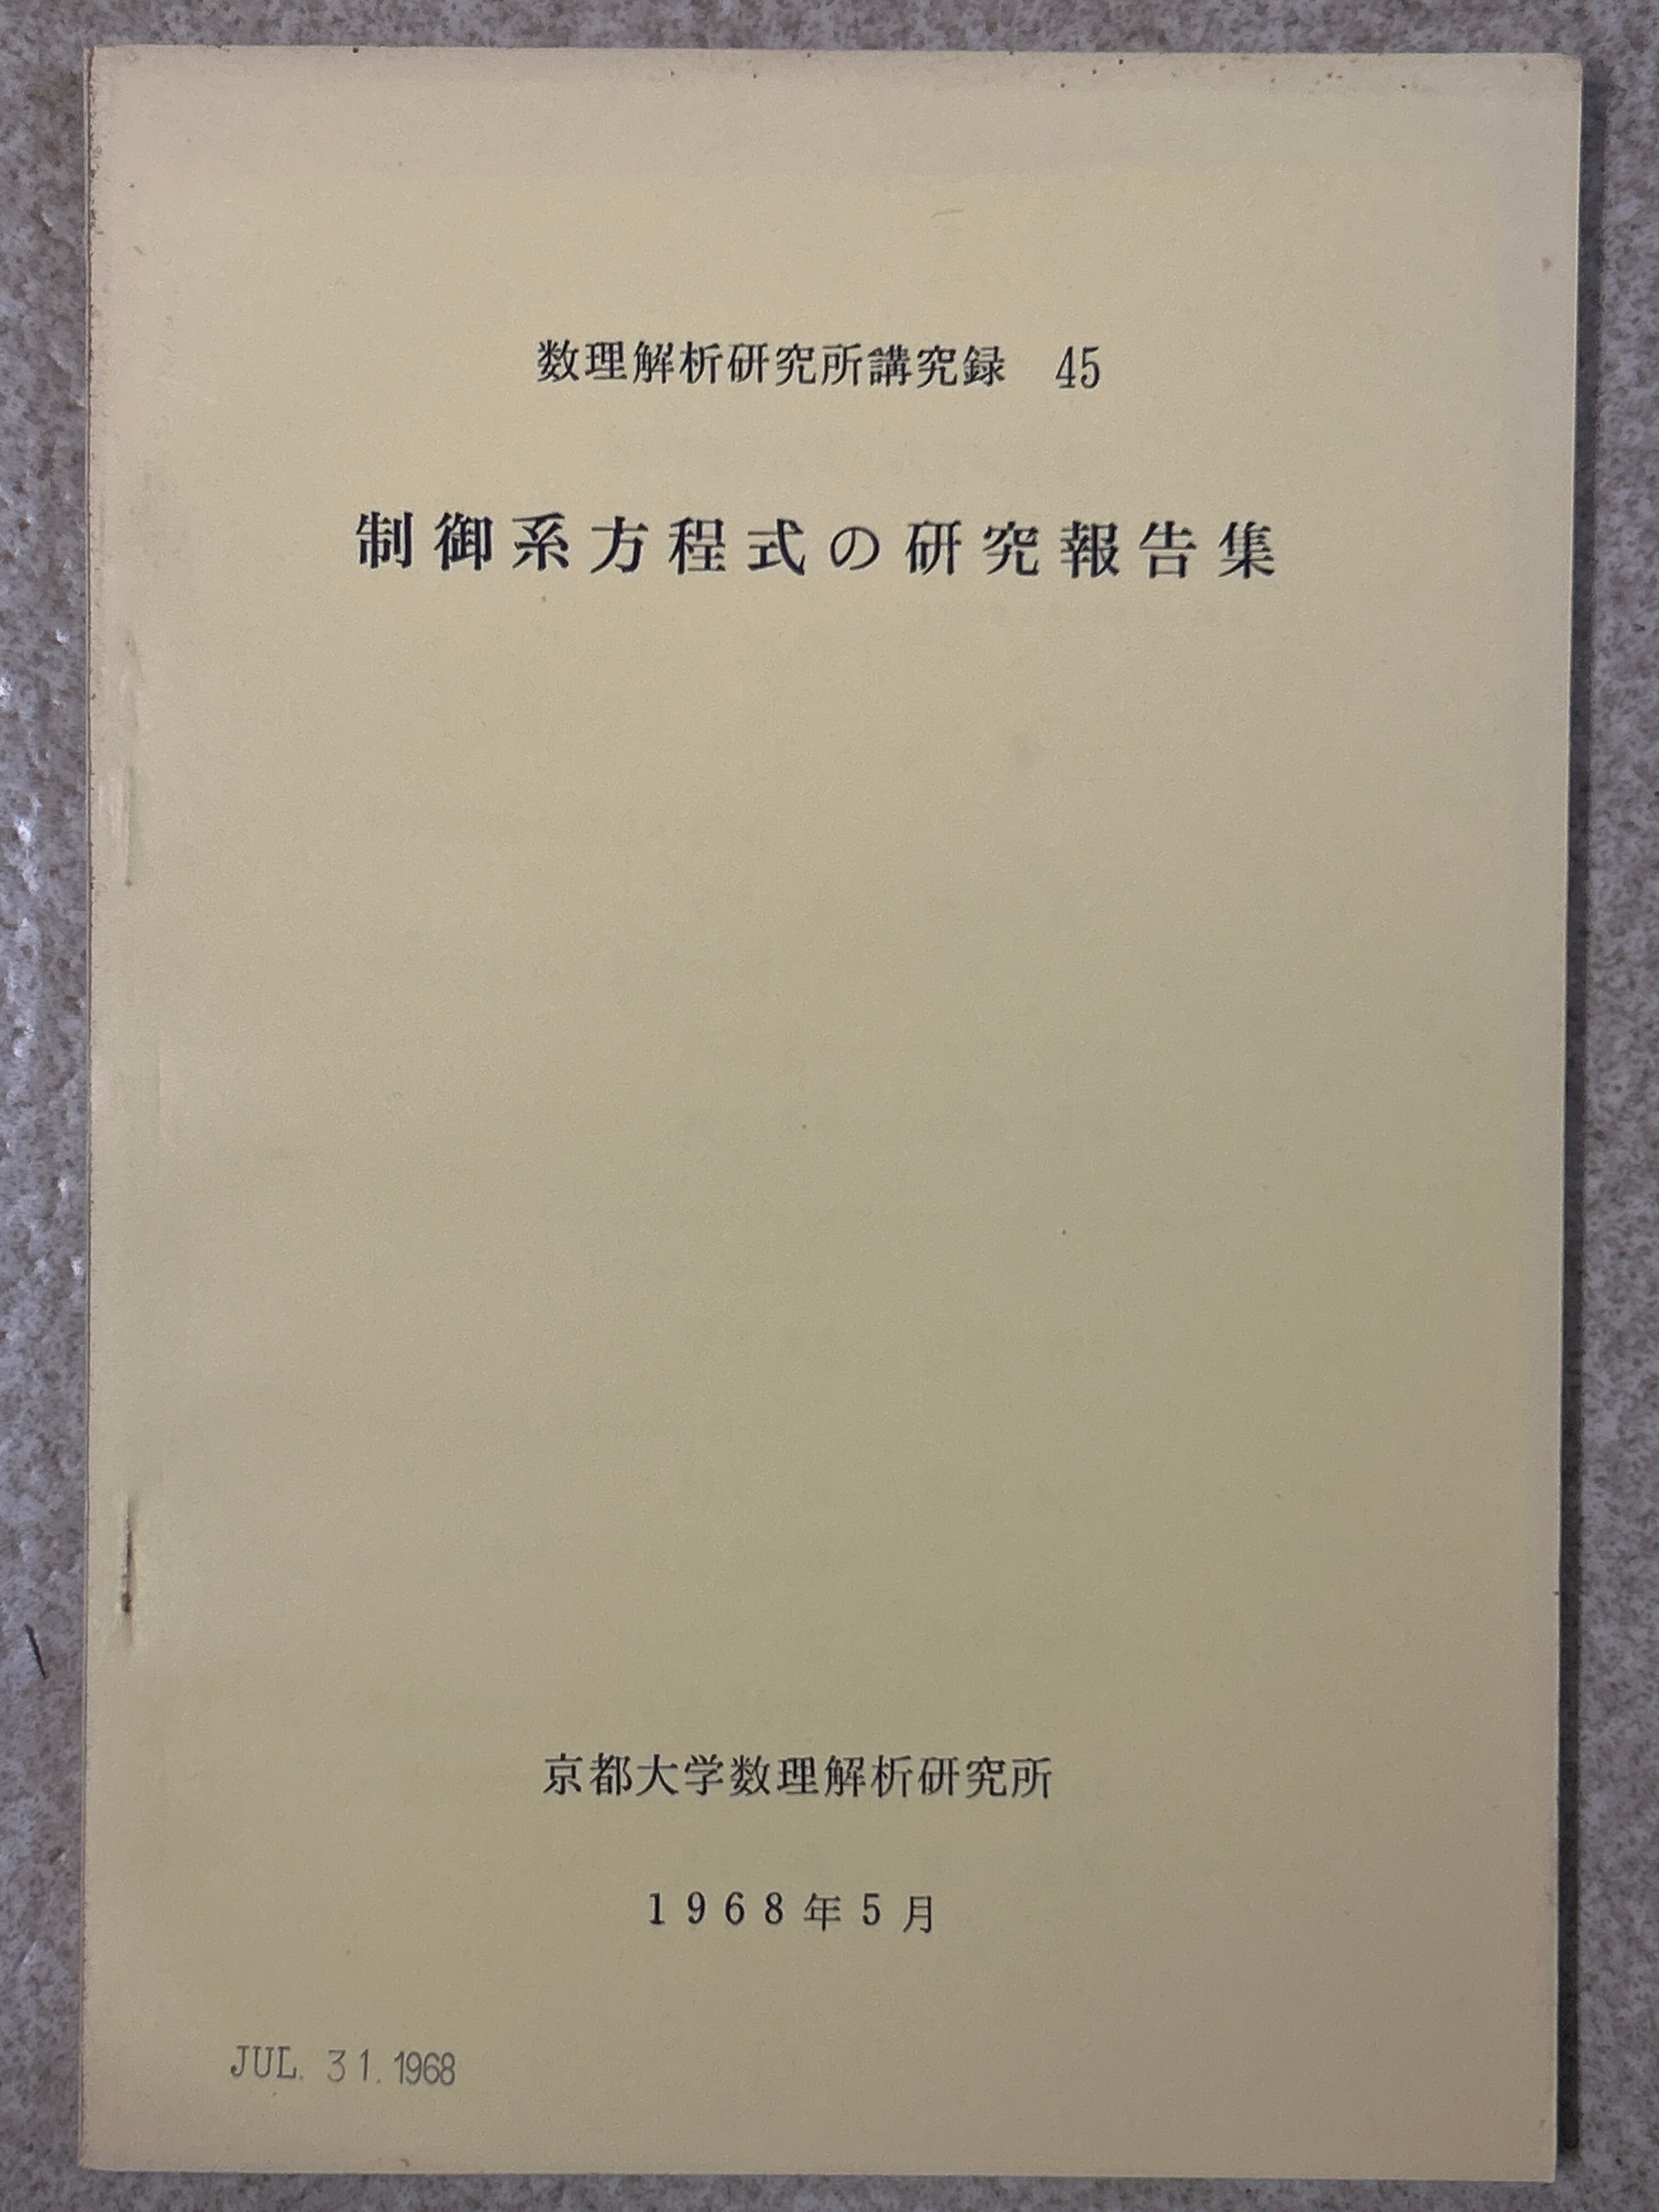 数理解析研究所講究録 45
制御系方程式の研究報告集
京都大学数理解析研究所
1968年5月
JUL. 31. 1968